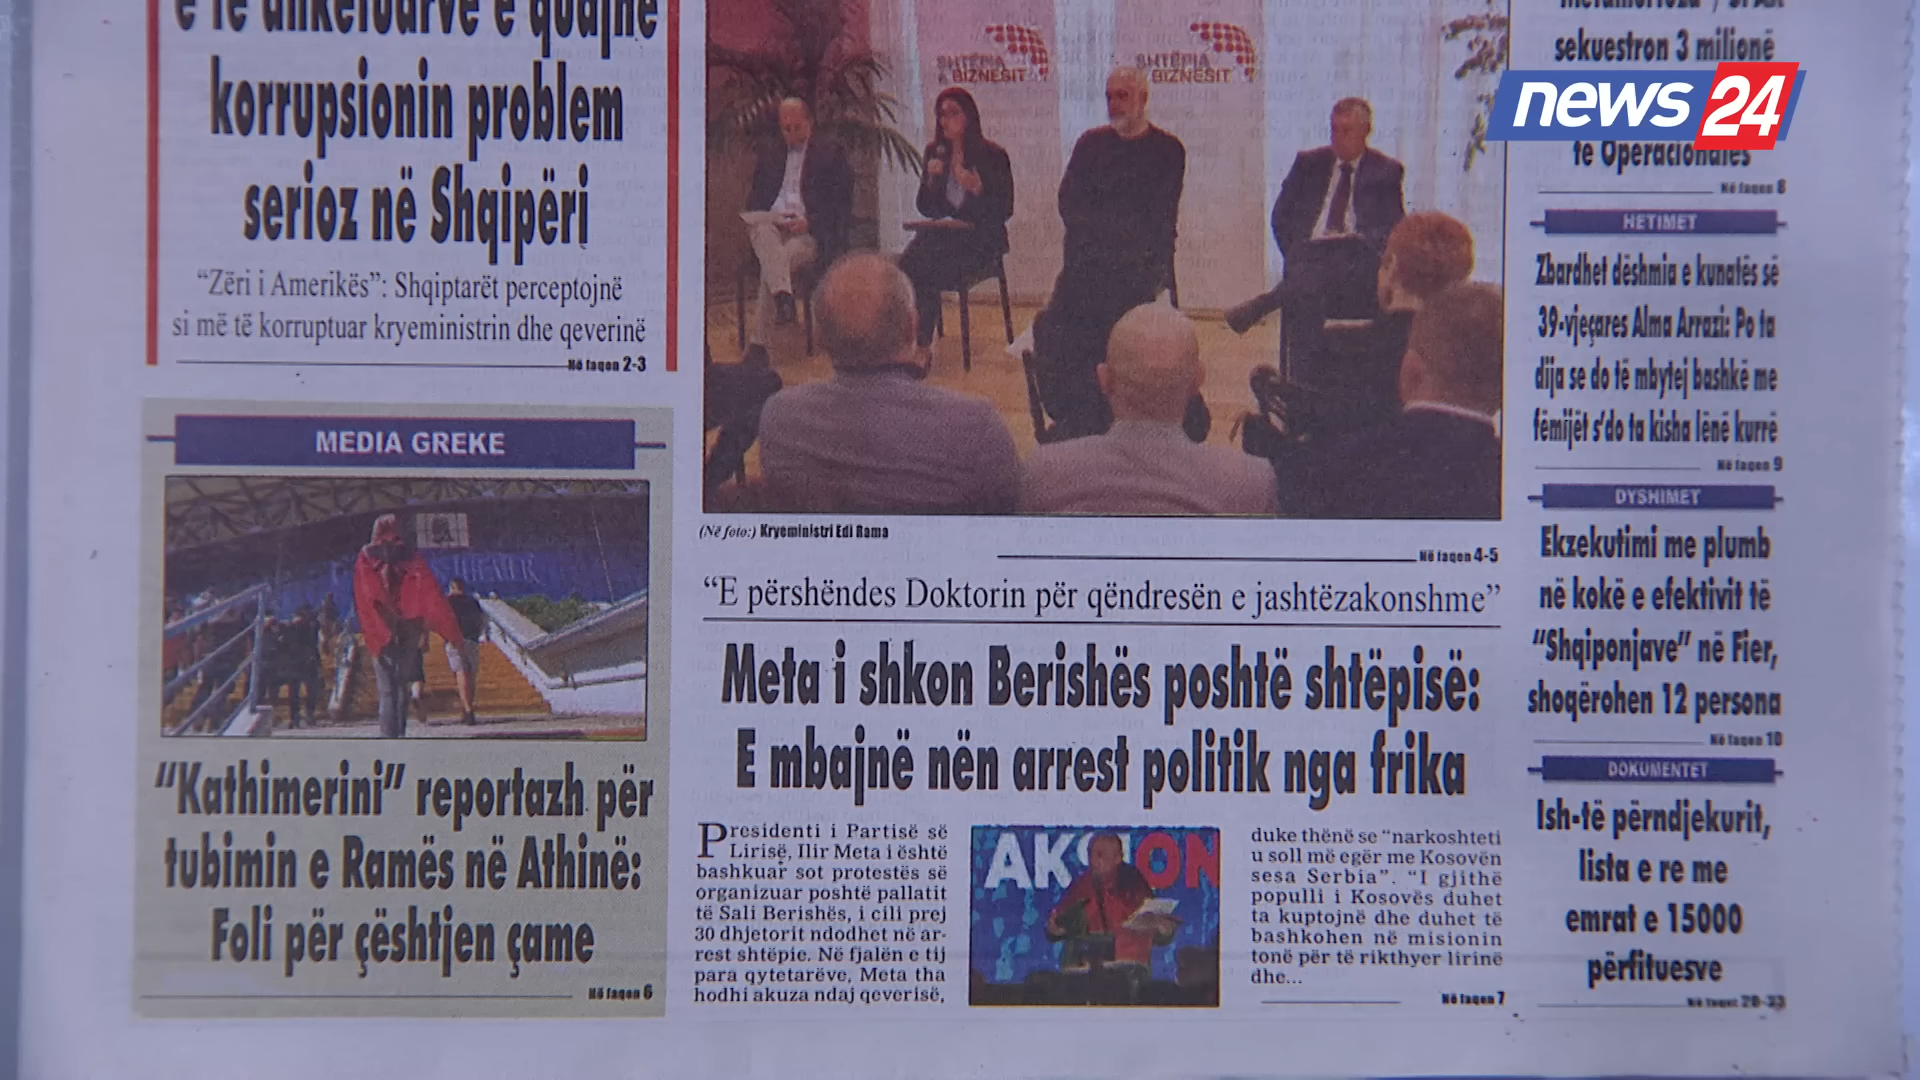 e të anketuarve e quajnë
korrupsionin problem
serioz në Shqipëri
“Zëri i Amerikës”: Shqiptarët perceptojnë
si më të korruptuar kryeministrin dhe qeverinë
Në faqen 2-3
MEDIA GREKE
“Kathimerini” reportazh për
tubimin e Ramës në Athinë:
Foli për çështjen çame
Në faqen 6
SHTËPIA
BIZNESIT
SHTËPIA
BIZNESIT
(Në foto:) Kryeministri Edi Rama
Në faqen 4-5
“E përshëndes Doktorin për qëndresën e jashtëzakonshme”
Meta i shkon Berishës poshtë shtëpisë:
E mbajnë nën arrest politik nga frika
Presidenti i Partisë së
Lirisë, Ilir Meta i është
bashkuar sot protestës së
organizuar poshtë pallatit
të Sali Berishës, i cili prej
30 dhjetorit ndodhet në ar-
rest shtëpie. Në fjalën e tij
para qytetarëve, Meta tha
hodhi akuza ndaj qeverisë,
AKSION
duke thënë se “narkoshteti
u soll më egër me Kosovën
sesa Serbia”. “I gjithë
populli i Kosovës duhet
ta kuptojnë dhe duhet të
bashkohen në misionin
tonë për të rikthyer lirinë
dhe...
Në faqen 7
sekuestron 3 milionë
news 24
të Operacionales
Në faqen 8
HETIMET
Zbardhet dëshmia e kunatës së
39-vjeçares Alma Arrazi: Po ta
dija se do të mbytej bashkë me
fëmijët s’do ta kisha lënë kurrë
Në faqen 9
DYSHIMET
Ekzekutimi me plumb
në kokë e efektivit të
“Shqiponjave” në Fier,
shoqërohen 12 persona
Në faqen 10
DOKUMENTET
Ish-të përndjekurit,
lista e re me
emrat e 15000
përfituesve
Në faqet 20-33